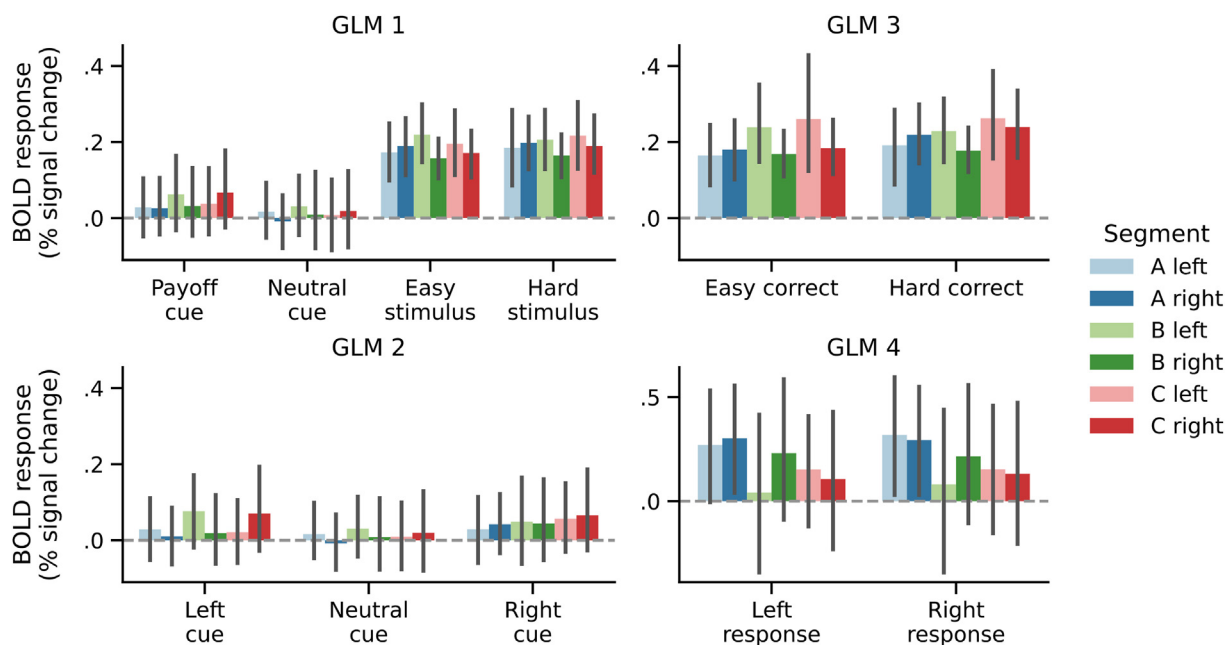 GLM 1
BOLD response
(% signal change)
.4
.2
.0
Payoff
cue
Neutral
cue
Easy
stimulus
Hard
stimulus
GLM 3
.4
.2
.0
Easy correct
Hard correct
GLM 2
BOLD response
(% signal change)
.4
.2
.0
Left
cue
Neutral
cue
Right
cue
GLM 4
.5
.0
Left
response
Right
response
Segment
A left
A right
B left
B right
C left
C right